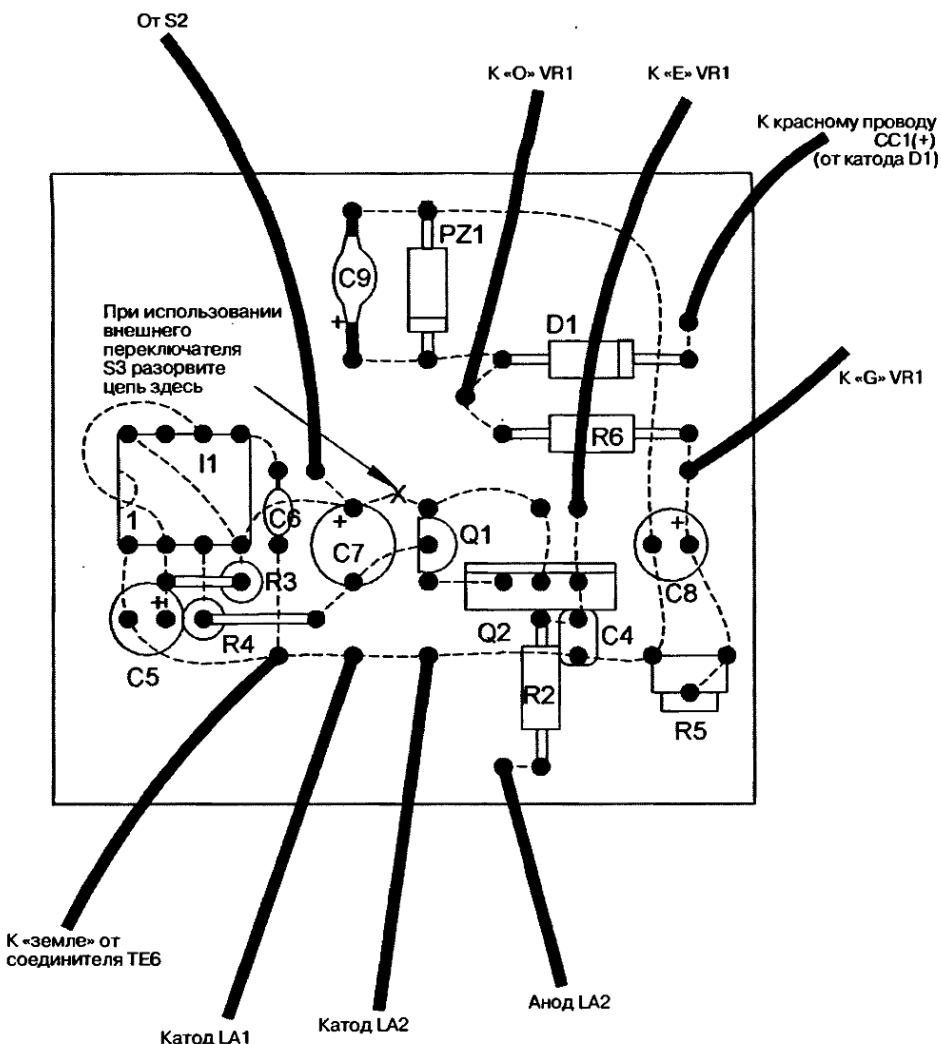 От S2
К «О» VR1
К «Е» VR1
К красному проводу
СС1(+)
(от катода D1)
PZ1
C9
+
При использовании
внешнего
переключателя
S3 разорвите
цепь здесь
D1
К «G» VR1
R6
I1
1
C6
+
C7
Q1
+
C8
R3
+
R4
C5
Q2
C4
R2
R5
К «земле» от
соединителя ТЕ6
Катод LA1
Катод LA2
Анод LA2